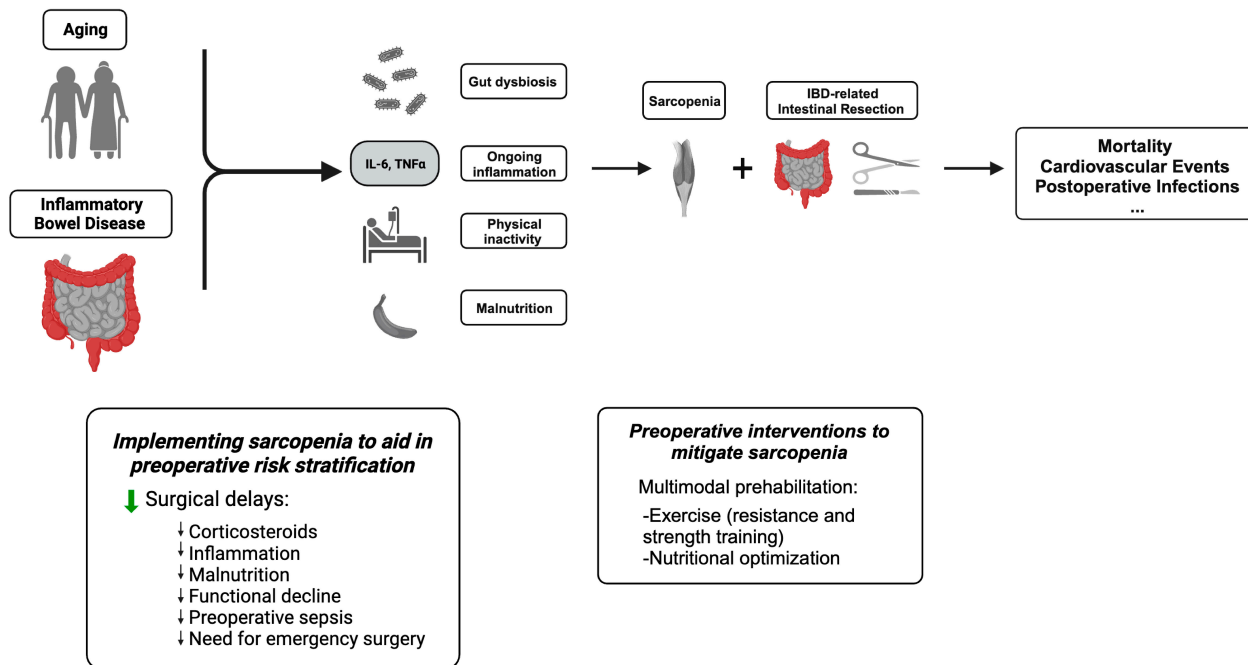 Aging
Inflammatory
Bowel Disease
Gut dysbiosis
IL-6, TNFα
Ongoing
inflammation
Physical
inactivity
Malnutrition
Sarcopenia
+
IBD-related
Intestinal Resection
Mortality
Cardiovascular Events
Postoperative Infections
...
Implementing sarcopenia to aid in
preoperative risk stratification
↓ Surgical delays:
↓Corticosteroids
↓Inflammation
↓Malnutrition
↓Functional decline
↓Preoperative sepsis
↓Need for emergency surgery
Preoperative interventions to
mitigate sarcopenia
Multimodal prehabilitation:
-Exercise (resistance and
strength training)
-Nutritional optimization